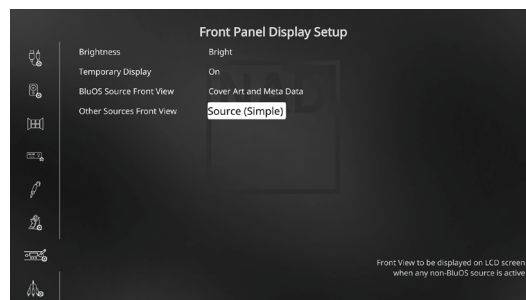 Front Panel Display Setup
Brightness Bright
Temporary Display On
BluOS Source Front View Cover Art and Meta Data
Other Sources Front View Source (Simple)
NAD
Front View to be displayed on LCD screen
when any non-BluOS source is active